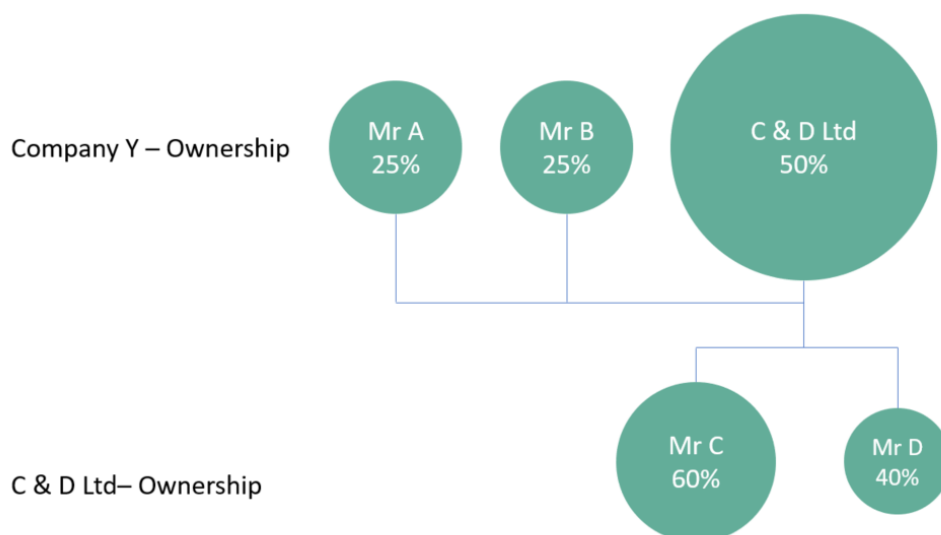 Company Y – Ownership
Mr A
25%
Mr B
25%
C & D Ltd
50%
C & D Ltd– Ownership
Mr C
60%
Mr D
40%